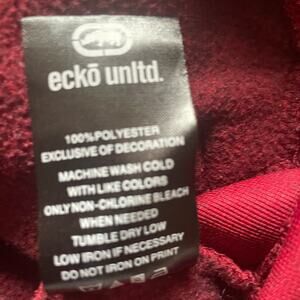 eckō unltd.
100% POLYESTER
EXCLUSIVE OF DECORATION
MACHINE WASH COLD
WITH LIKE COLORS
ONLY NON-CHLORINE BLEACH
WHEN NEEDED
TUMBLE DRY LOW
LOW IRON IF NECESSARY
DO NOT IRON ON PRINT